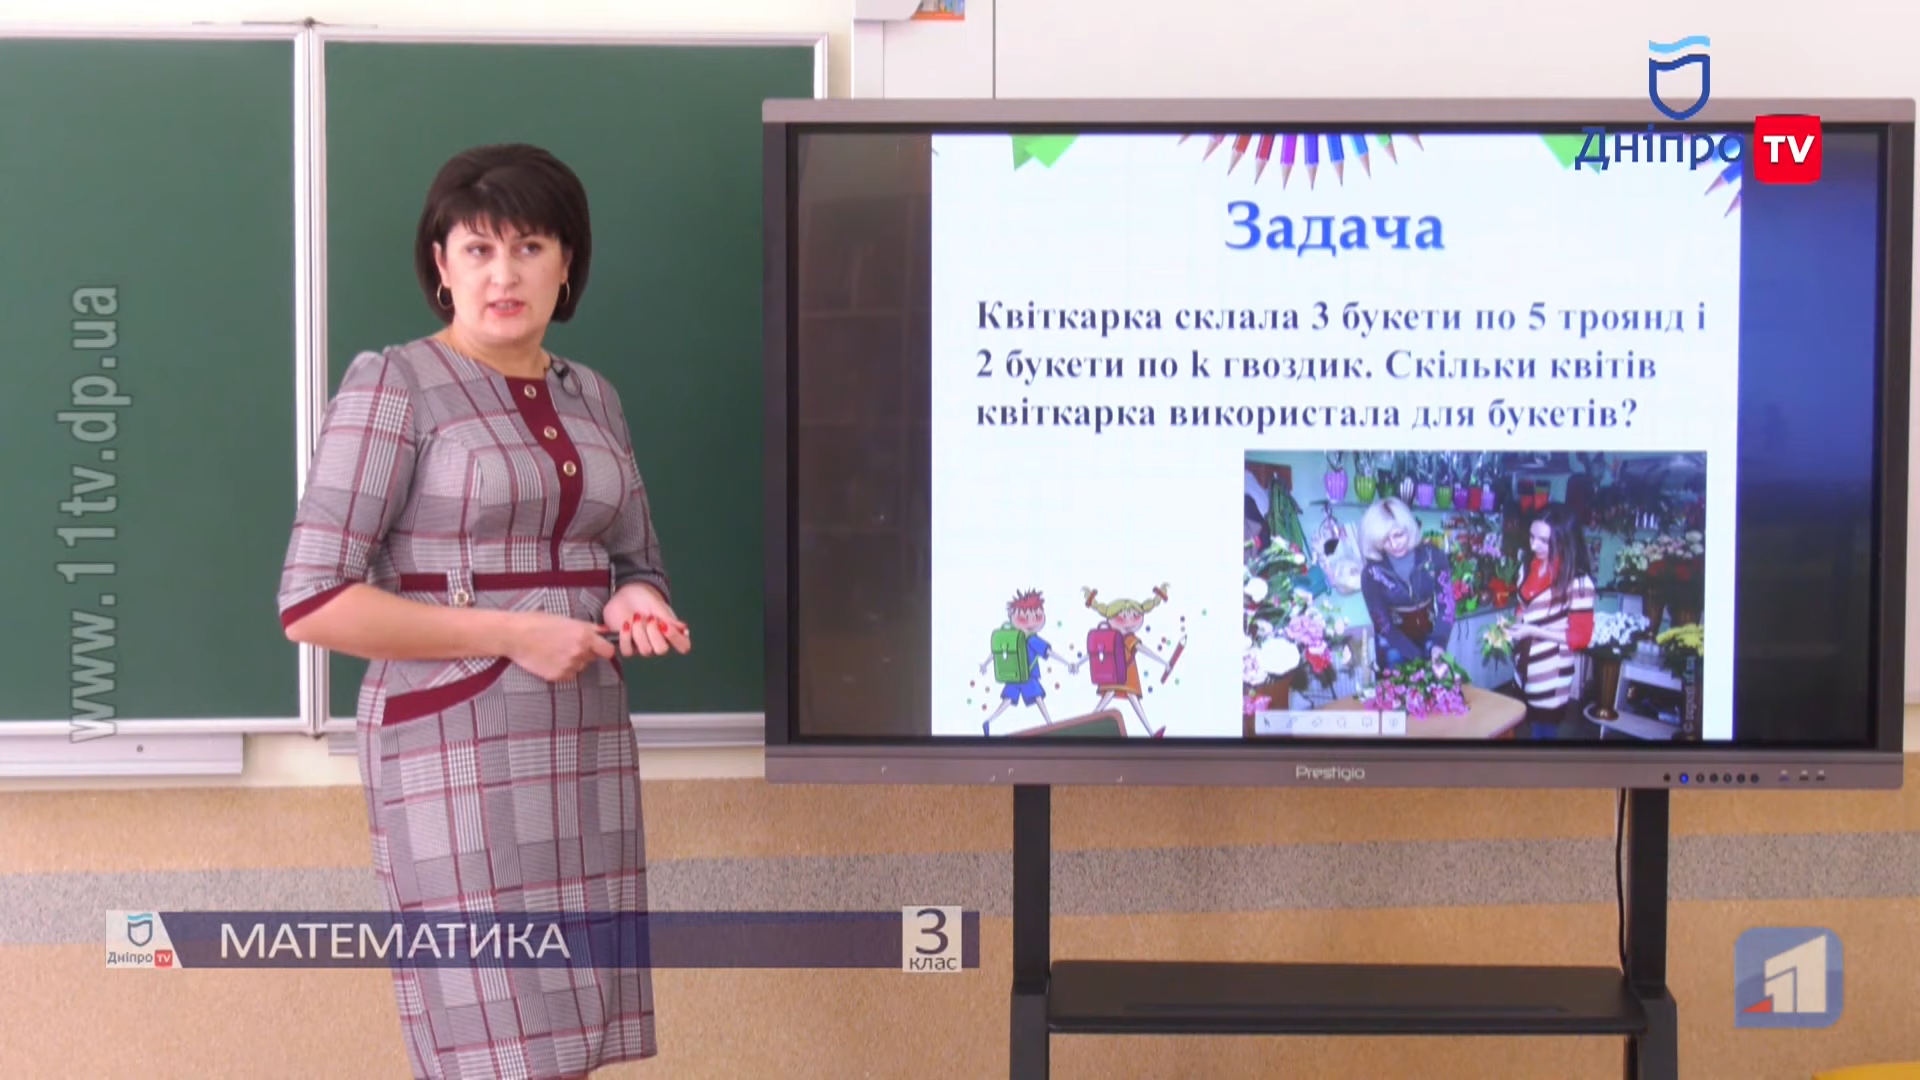 Дніпро TV
Задача
Квіткарка склала 3 букети по 5 троянд і
2 букети по k гвоздик. Скільки квітів
квіткарка використала для букетів?
www.11tv.dp.ua
Prestigio
Дніпро TV
МАТЕМАТИКА
3
клас
11